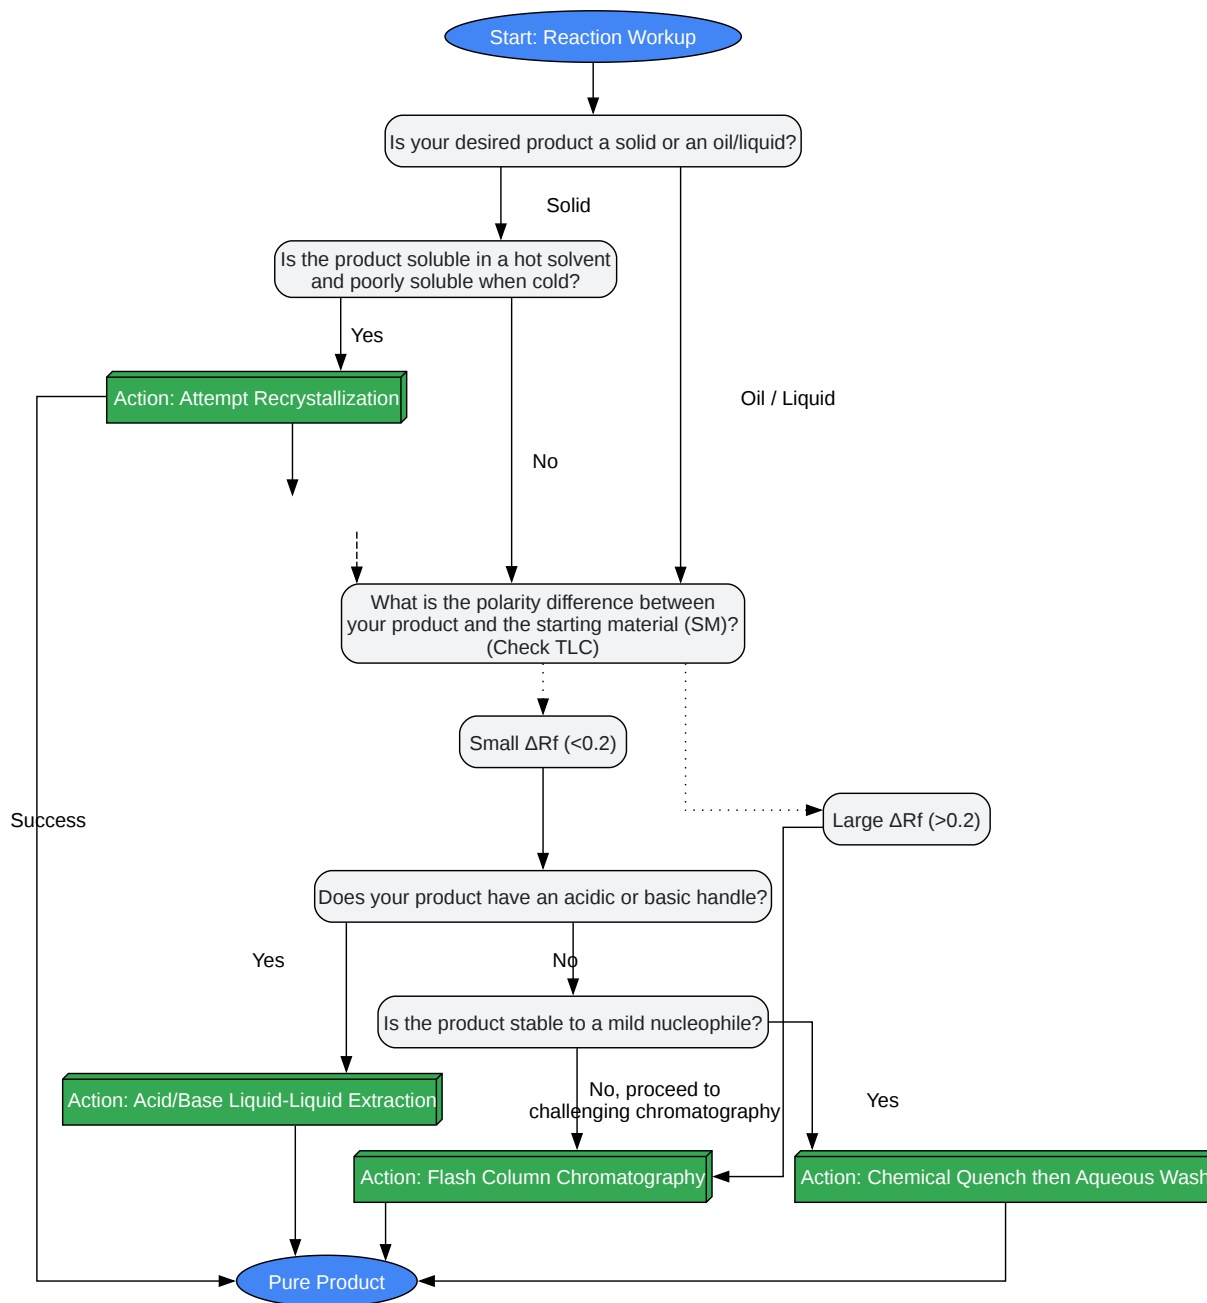 Start: Reaction Workup
Is your desired product a solid or an oil/liquid?
Solid
Is the product soluble in a hot solvent
and poorly soluble when cold?
Yes
Action: Attempt Recrystallization
Oil / Liquid
No
What is the polarity difference between
your product and the starting material (SM)?
(Check TLC)
Small ΔRf (<0.2)
Success
Large ΔRf (>0.2)
Does your product have an acidic or basic handle?
Yes
No
Is the product stable to a mild nucleophile?
No, proceed to
challenging chromatography
Yes
Action: Acid/Base Liquid-Liquid Extraction
Action: Flash Column Chromatography
Action: Chemical Quench then Aqueous Wash
Pure Product